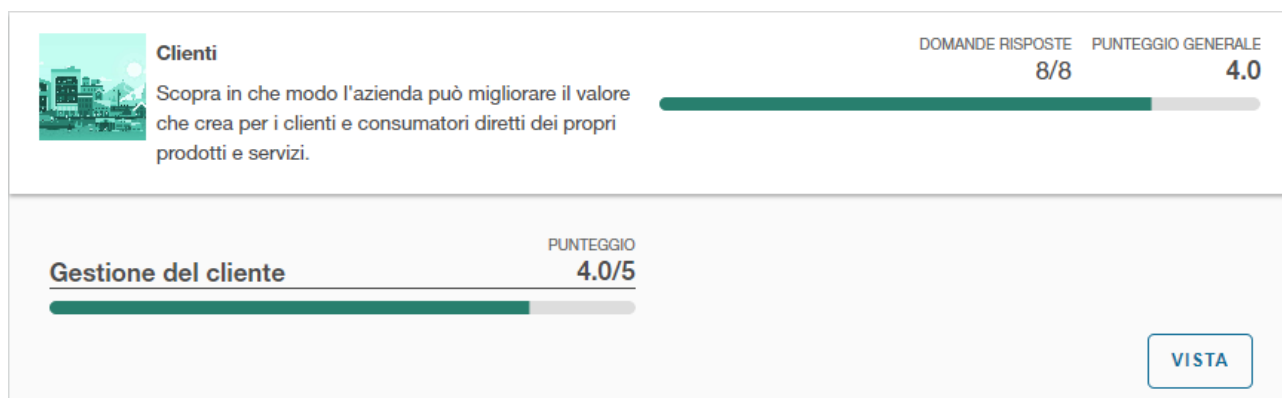 Clienti
Scopra in che modo l'azienda può migliorare il valore
che crea per i clienti e consumatori diretti dei propri
prodotti e servizi.
DOMANDE RISPOSTE PUNTEGGIO GENERALE
8/8 4.0
PUNTEGGIO
Gestione del cliente 4.0/5
VISTA